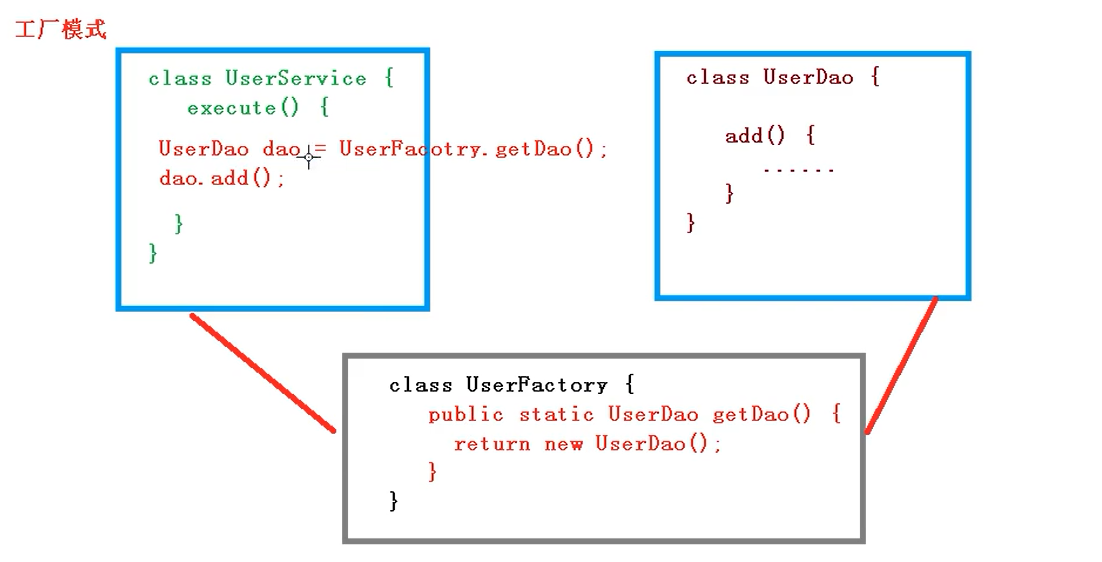 工厂模式
class UserService {
execute() {
UserDao dao = UserFacotry.getDao();
dao.add();
}
}
class UserDao {
add() {
......
}
}
class UserFactory {
public static UserDao getDao() {
return new UserDao();
}
}